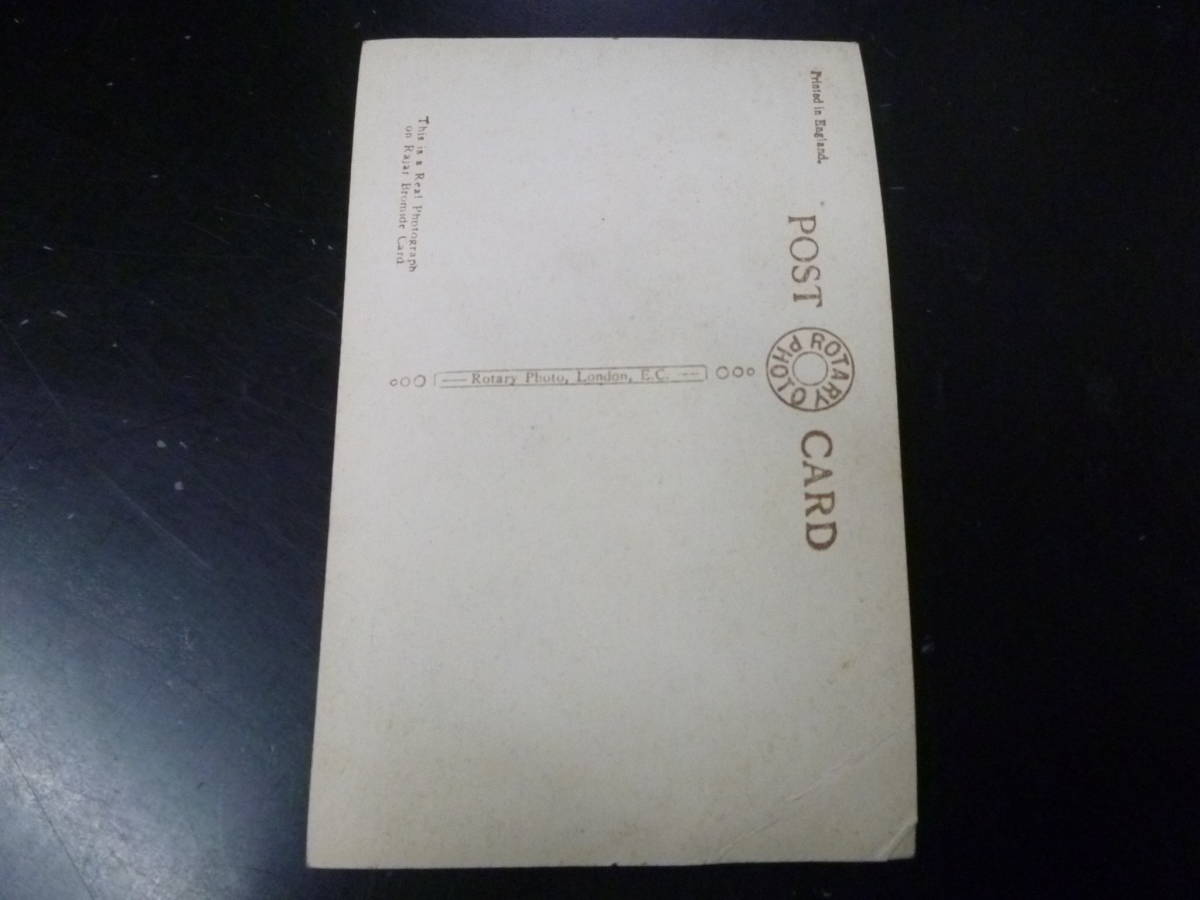 Printed in England.
POST CARD
ROTARY PHOTO
Rotary Photo, London, E.C.
This is a Real Photograph
on Rajar Bromide Card